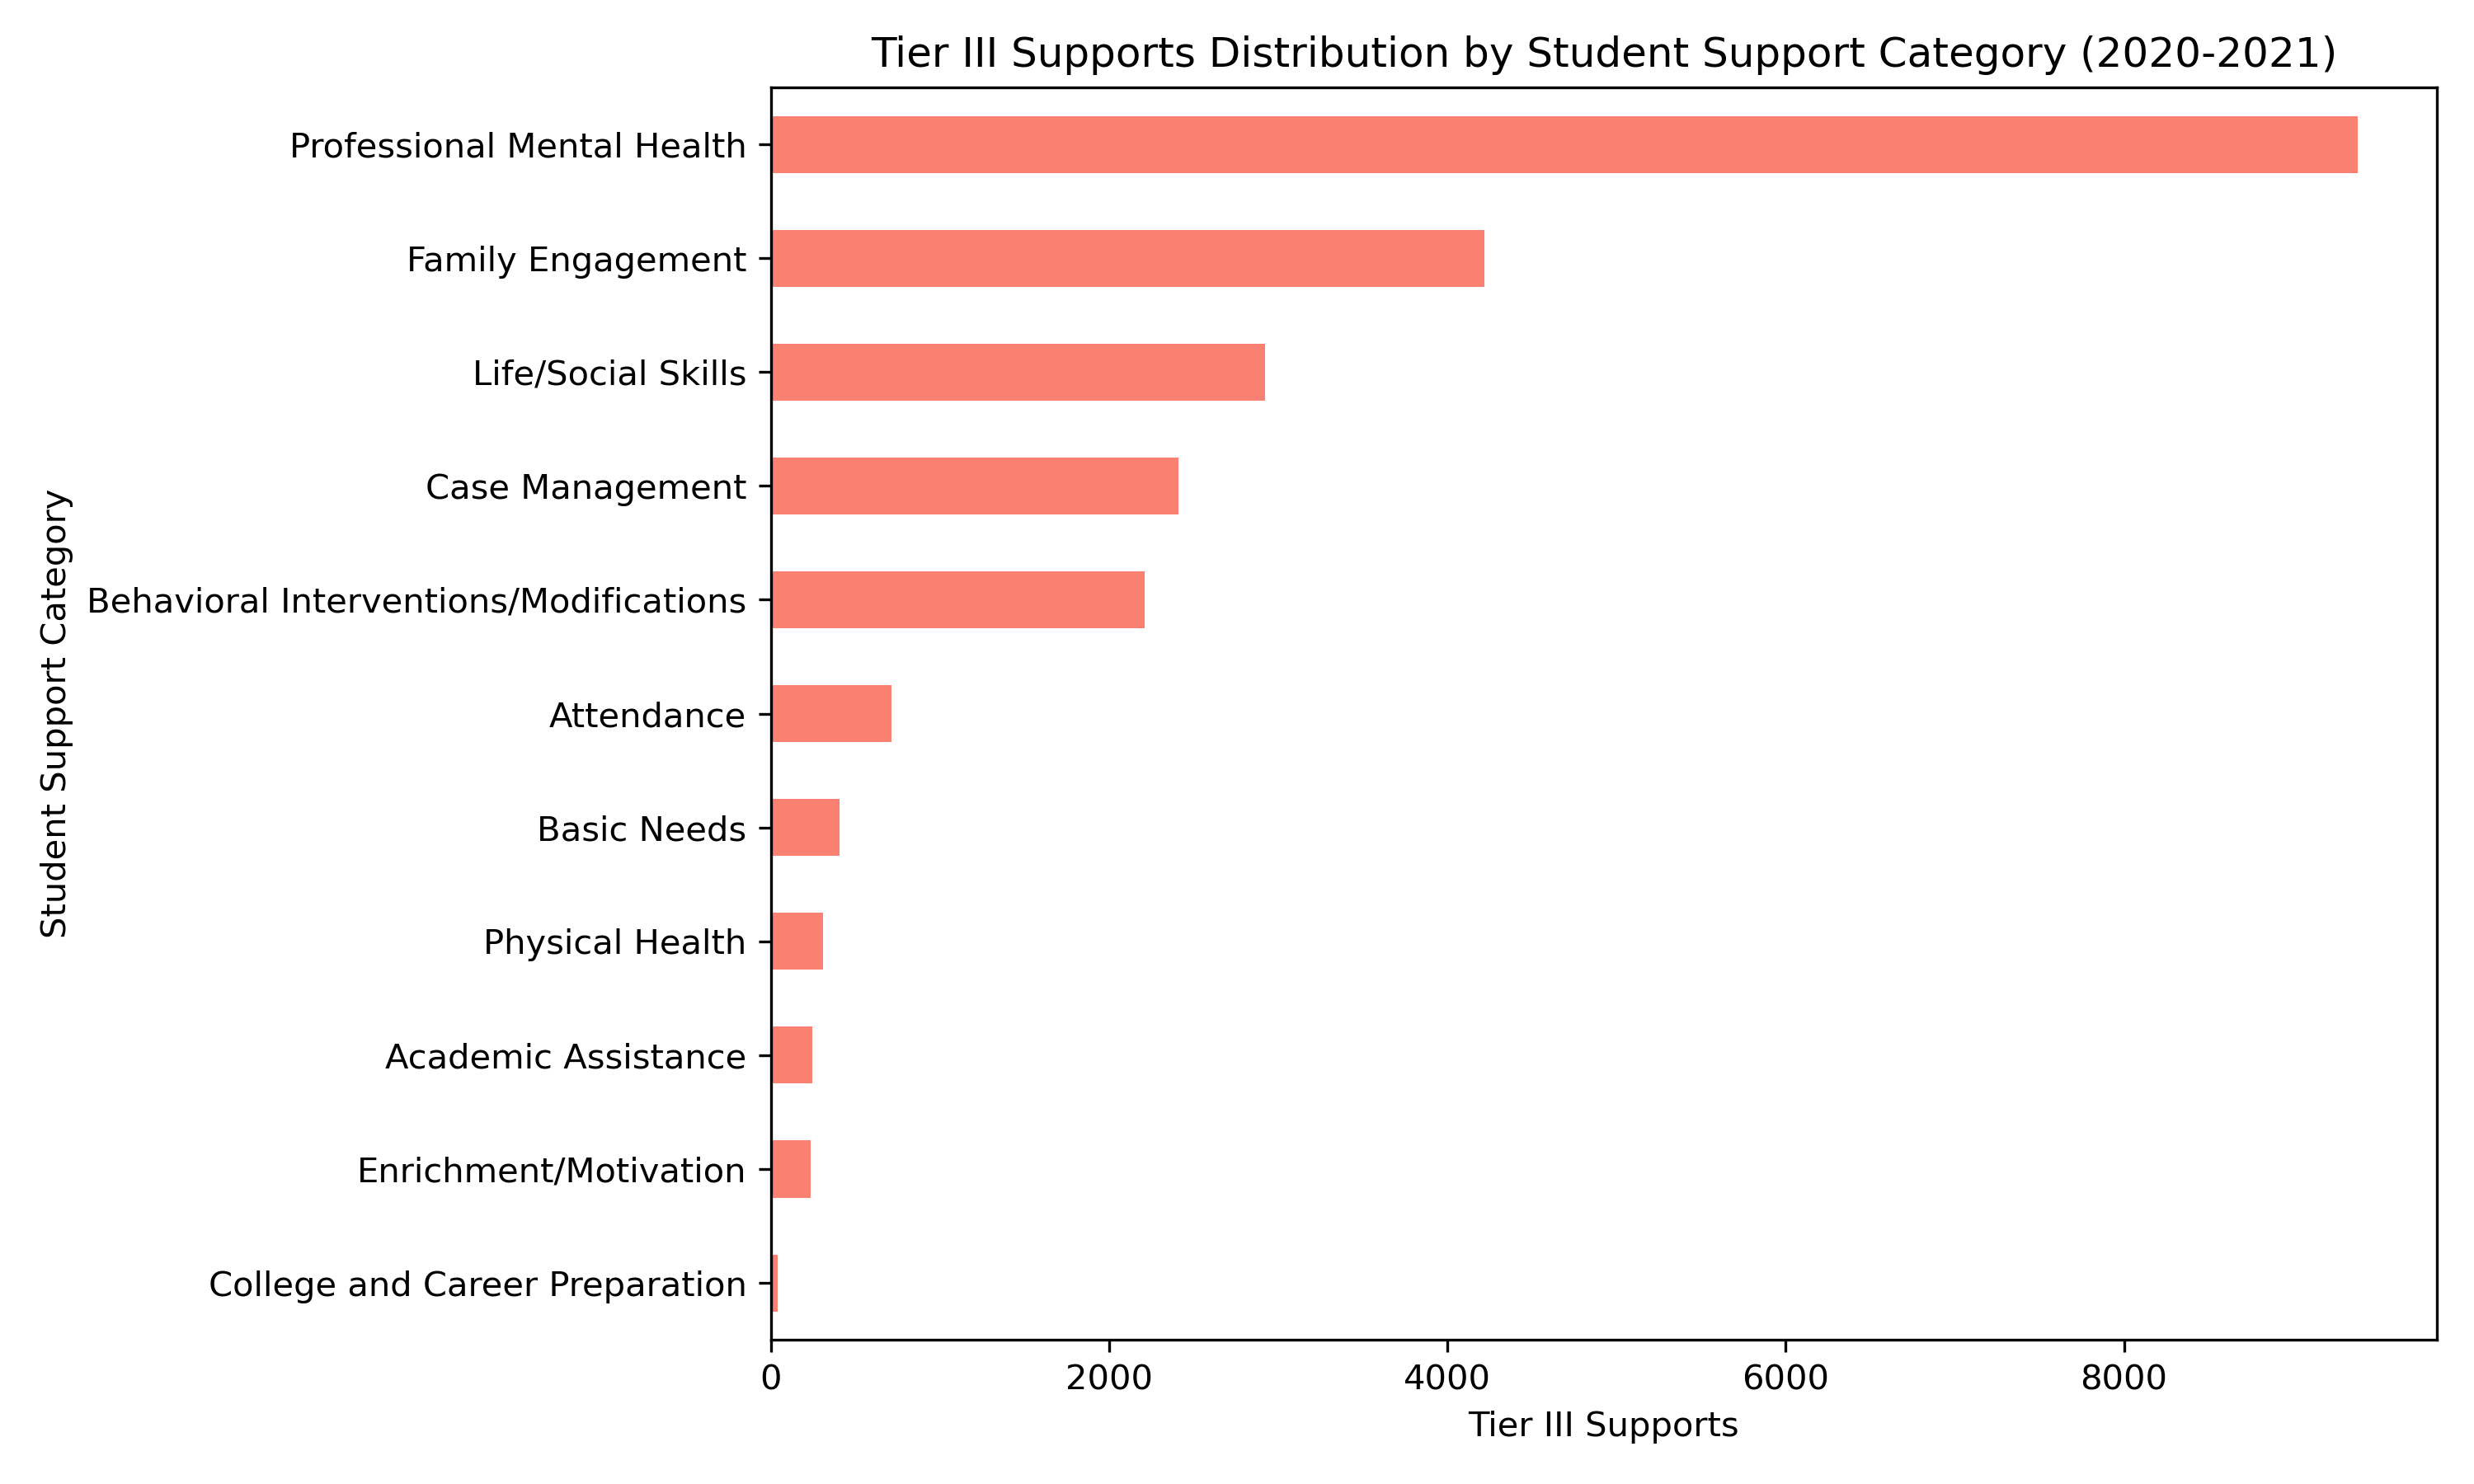 Tier III Supports Distribution by Student Support Category (2020-2021)
Student Support Category
Professional Mental Health
Family Engagement
Life/Social Skills
Case Management
Behavioral Interventions/Modifications
Attendance
Basic Needs
Physical Health
Academic Assistance
Enrichment/Motivation
College and Career Preparation
0 2000 4000 6000 8000
Tier III Supports